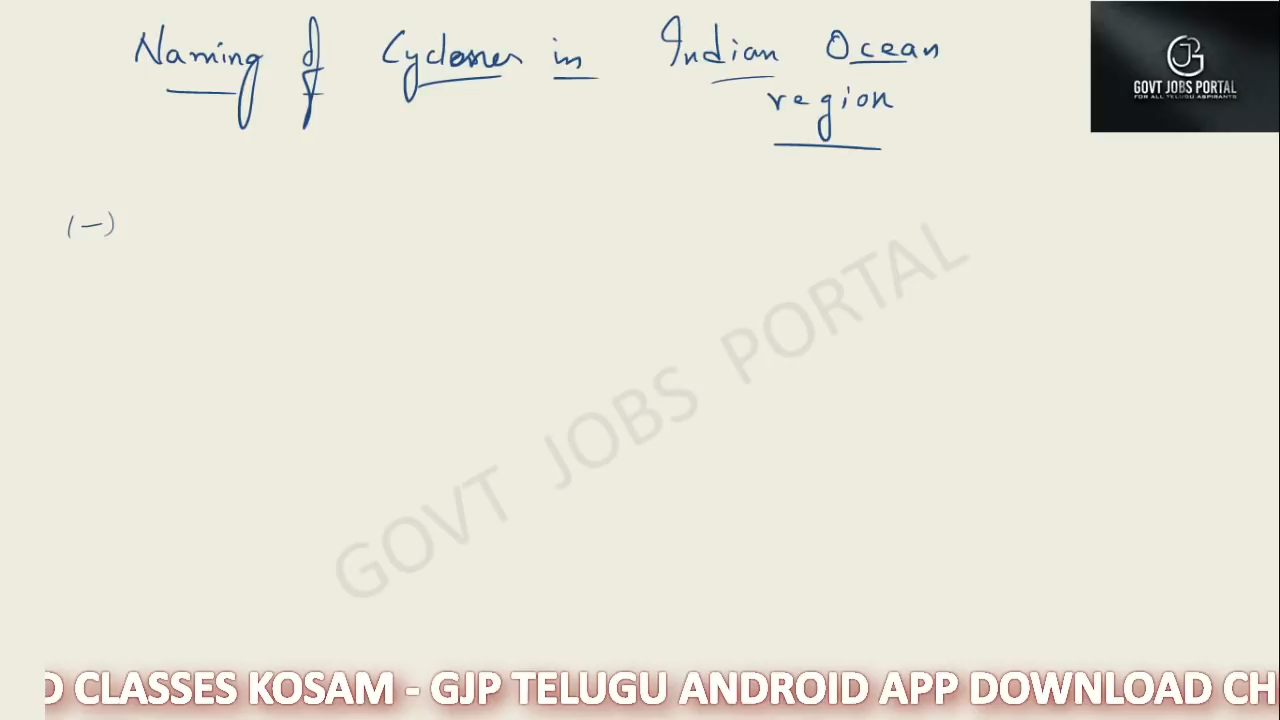 Naming of Cyclones in Indian Ocean
region
GOVT JOBS PORTAL
FOR ALL TELUGU ASPIRANTS
(-)
GOVT JOBS PORTAL
D CLASSES KOSAM - GJP TELUGU ANDROID APP DOWNLOAD CH